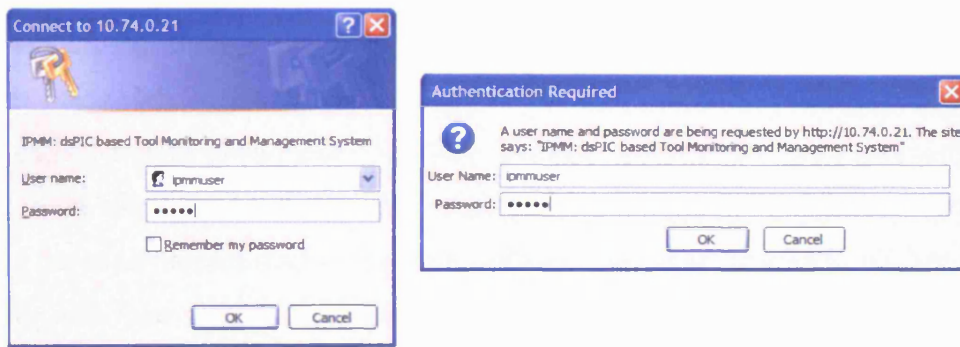 Connect to 10.74.0.21
IPMM: dsPIC based Tool Monitoring and Management System
User name:
ipmmuser
Password:
•••••
Remember my password
OK
Cancel
Authentication Required
A user name and password are being requested by http://10.74.0.21. The site
says: "IPMM: dsPIC based Tool Monitoring and Management System"
User Name:
ipmmuser
Password:
•••••
OK
Cancel